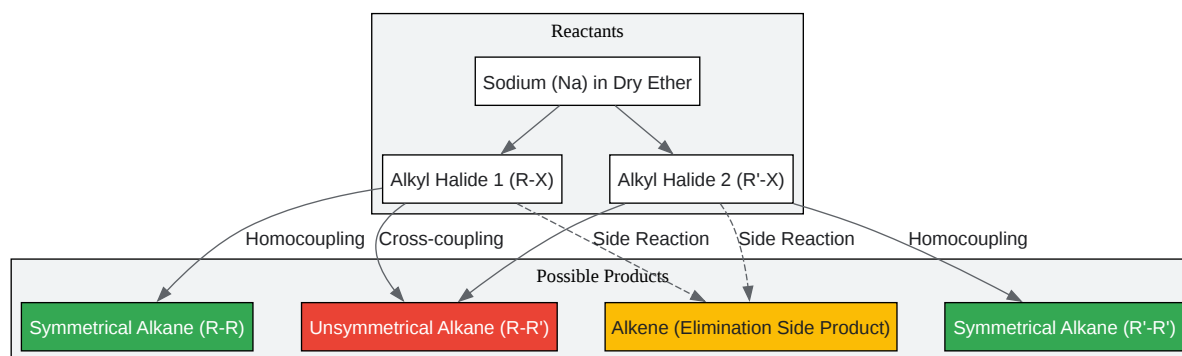 Reactants
Sodium (Na) in Dry Ether
Alkyl Halide 1 (R-X)
Alkyl Halide 2 (R'-X)
Homocoupling
Cross-coupling
Side Reaction
Side Reaction
Homocoupling
Possible Products
Symmetrical Alkane (R-R)
Unsymmetrical Alkane (R-R')
Alkene (Elimination Side Product)
Symmetrical Alkane (R'-R')